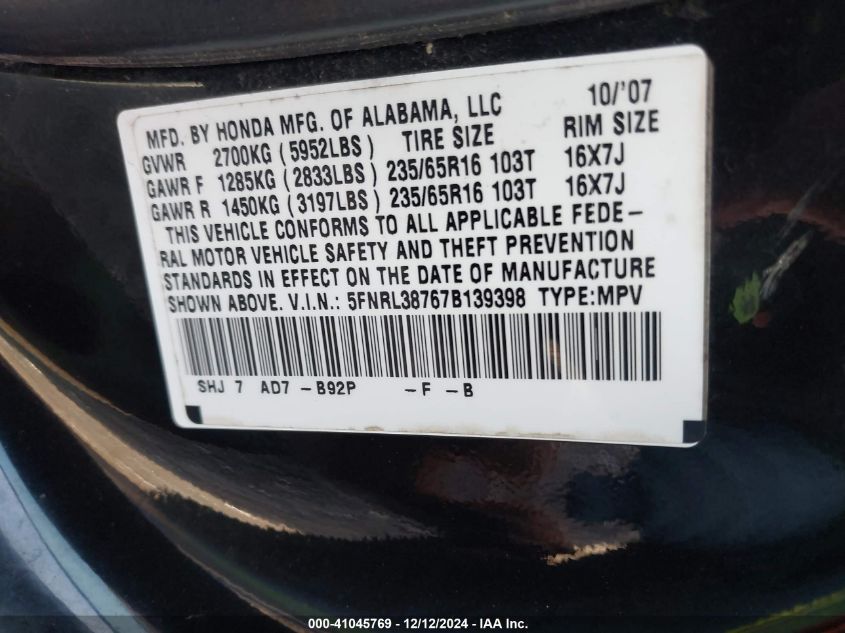 MFD. BY HONDA MFG. OF ALABAMA, LLC 10/'07
GVWR 2700KG (5952LBS) TIRE SIZE RIM SIZE
GAWR F 1285KG (2833LBS) 235/65R16 103T 16X7J
GAWR R 1450KG (3197LBS) 235/65R16 103T 16X7J
THIS VEHICLE CONFORMS TO ALL APPLICABLE FEDE-
RAL MOTOR VEHICLE SAFETY AND THEFT PREVENTION
STANDARDS IN EFFECT ON THE DATE OF MANUFACTURE
SHOWN ABOVE. V.I.N.: 5FNRL38767B139398 TYPE:MPV
SHJ 7 AD7 -B92P -F -B
000-41045769 - 12/12/2024 - IAA Inc.